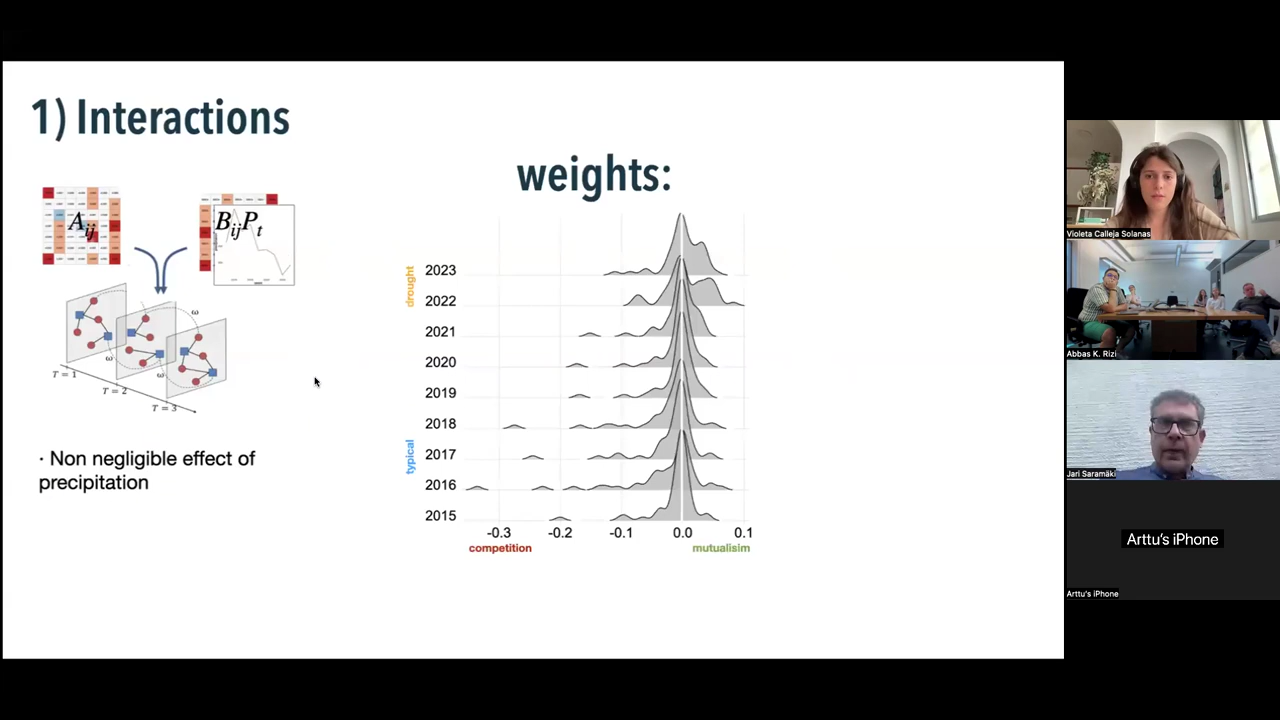 1) Interactions
weights:
A_ij
B_ij P_t
ω
ω
ω
T = 1
T = 2
T = 3
· Non negligible effect of
precipitation
drought
typical
2023
2022
2021
2020
2019
2018
2017
2016
2015
-0.3 -0.2 -0.1 0.0 0.1
competition mutualisim
Violeta Calleja Solanas
Abbas K. Rizi
Jari Saramäki
Arttu's iPhone
Arttu's iPhone